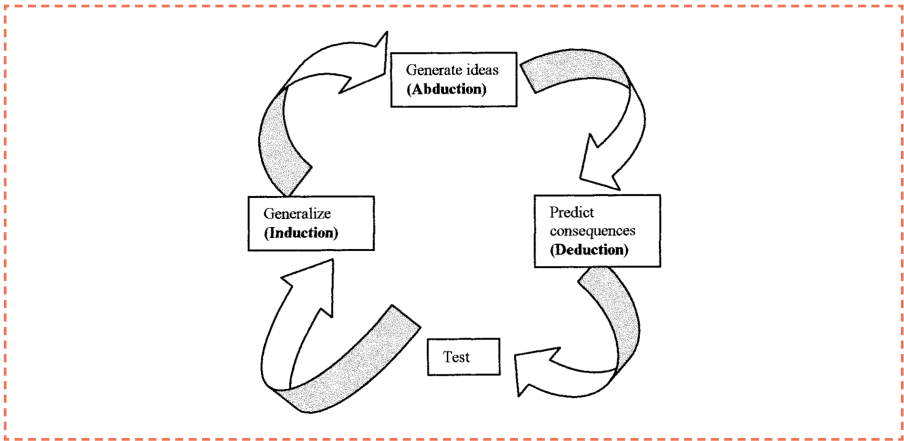 Generate ideas
(Abduction)
Predict
consequences
(Deduction)
Test
Generalize
(Induction)